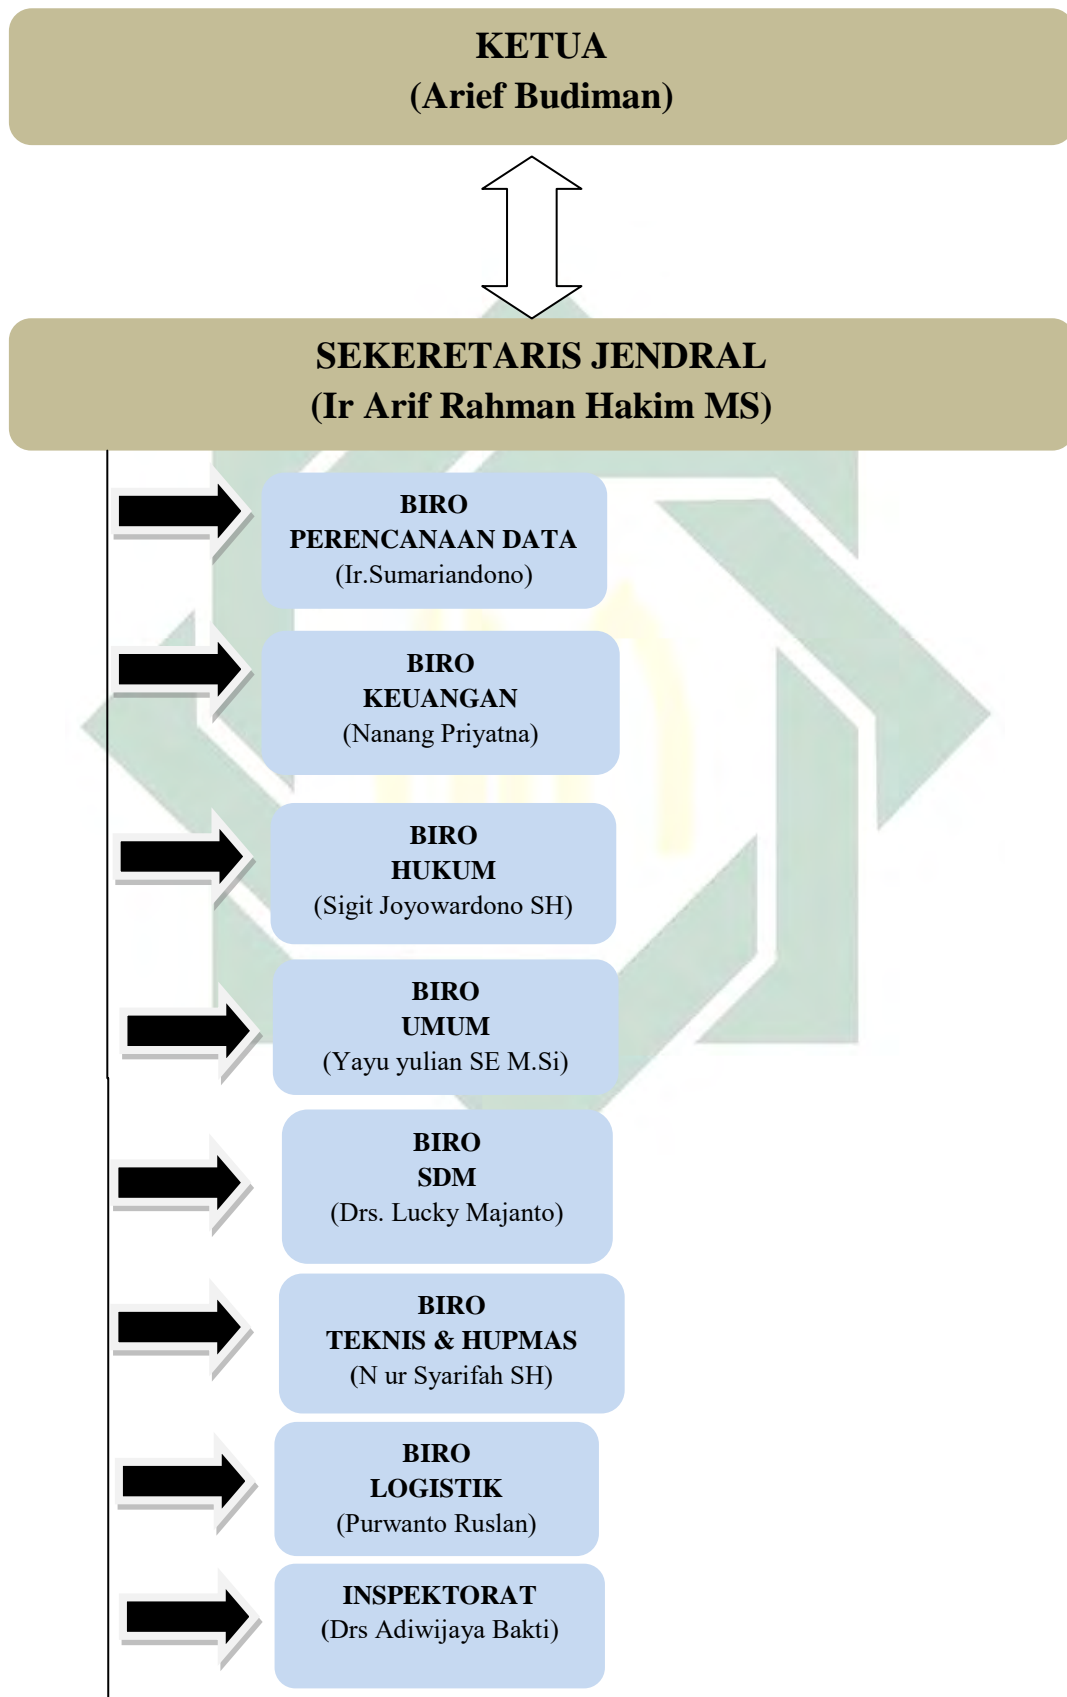 KETUA
(Arief Budiman)
SEKERETARIS JENDRAL
(Ir Arif Rahman Hakim MS)
BIRO
PERENCANAAN DATA
(Ir.Sumariandono)
BIRO
KEUANGAN
(Nanang Priyatna)
BIRO
HUKUM
(Sigit Joyowardono SH)
BIRO
UMUM
(Yayu yulian SE M.Si)
BIRO
SDM
(Drs. Lucky Majanto)
BIRO
TEKNIS & HUPMAS
(N ur Syarifah SH)
BIRO
LOGISTIK
(Purwanto Ruslan)
INSPEKTORAT
(Drs Adiwijaya Bakti)